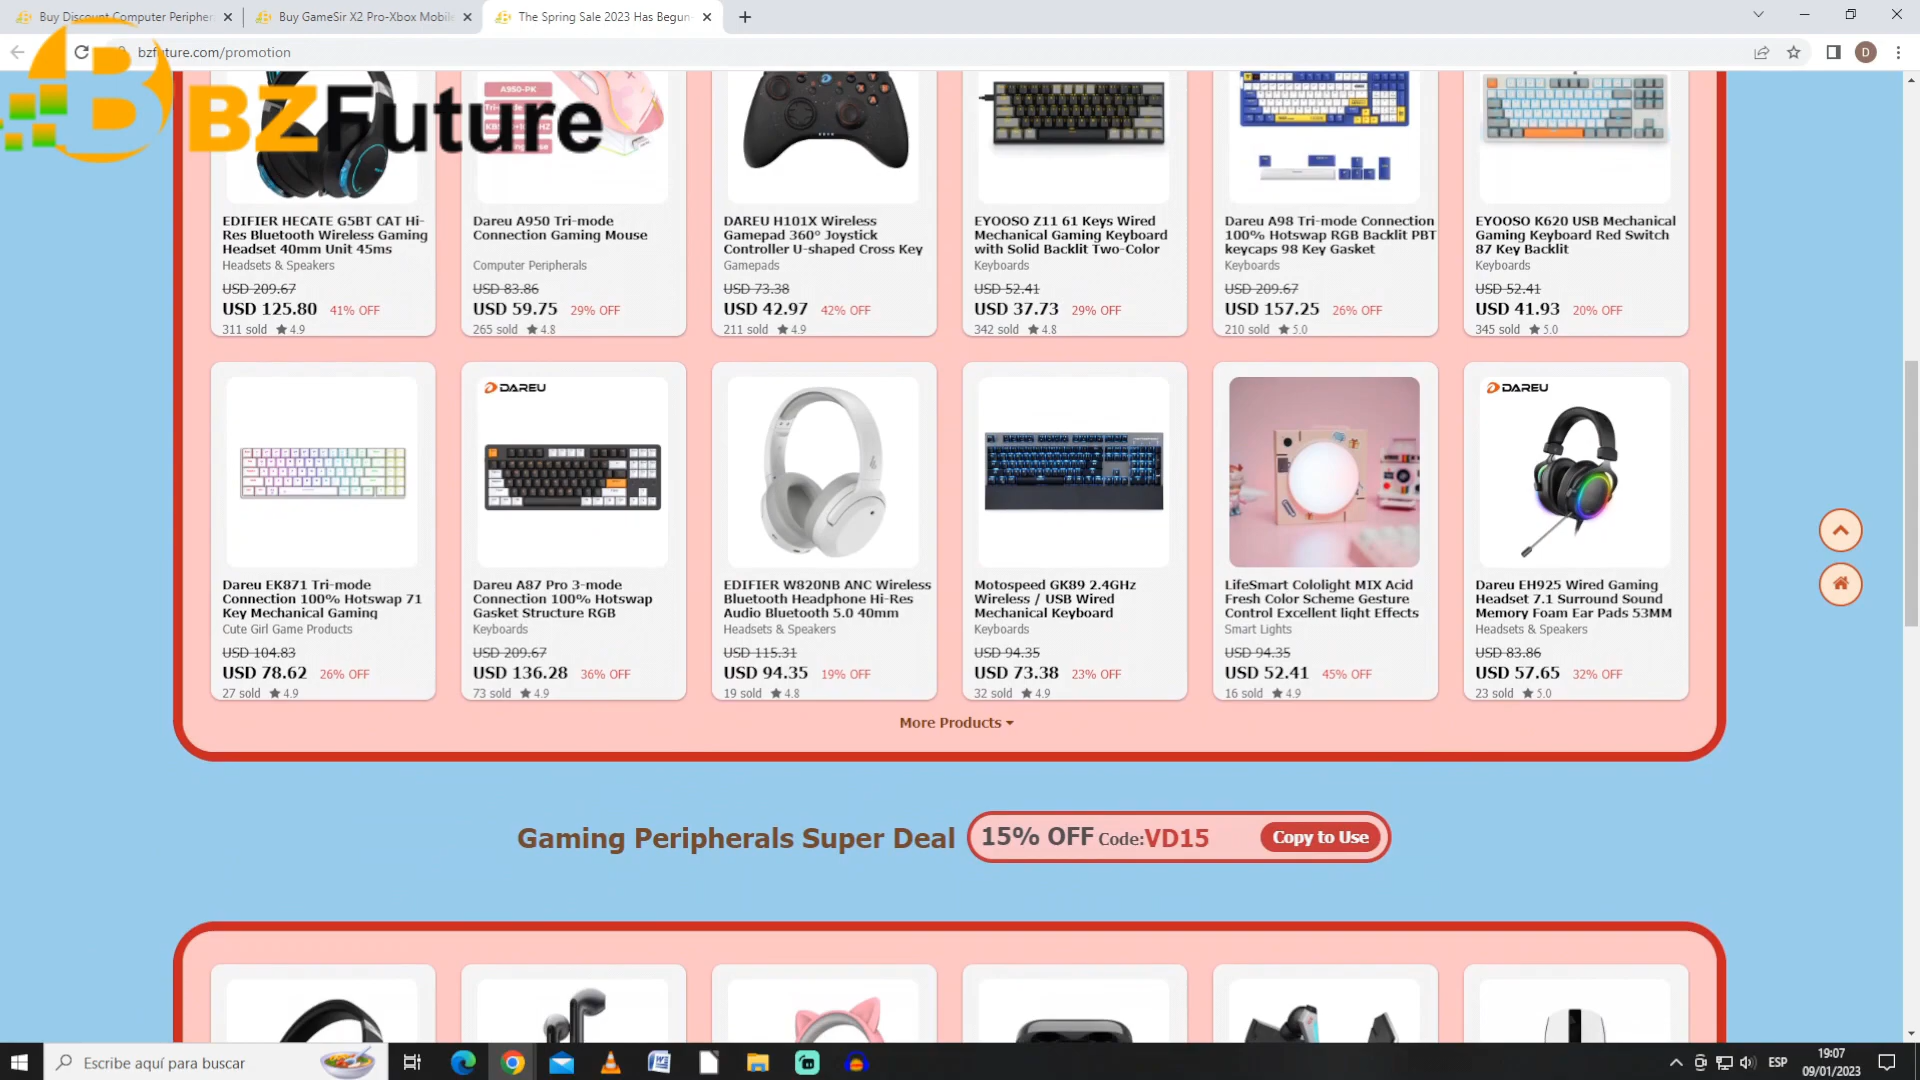 Buy Discount Computer Peripher
Buy GameSir X2 Pro-Xbox Mobile
The Spring Sale 2023 Has Begun
bzfuture.com/promotion
D
BZFuture
A950-PK
EDIFIER HECATE G5BT CAT Hi-
Res Bluetooth Wireless Gaming
Headset 40mm Unit 45ms
Headsets & Speakers
USD 209.67
USD 125.80 41% OFF
311 sold ★ 4.9
Dareu A950 Tri-mode
Connection Gaming Mouse
Computer Peripherals
USD 83.86
USD 59.75 29% OFF
265 sold ★ 4.8
DAREU H101X Wireless
Gamepad 360° Joystick
Controller U-shaped Cross Key
Gamepads
USD 73.38
USD 42.97 42% OFF
211 sold ★ 4.9
EYOOSO Z11 61 Keys Wired
Mechanical Gaming Keyboard
with Solid Backlit Two-Color
Keyboards
USD 52.41
USD 37.73 29% OFF
342 sold ★ 4.8
Dareu A98 Tri-mode Connection
100% Hotswap RGB Backlit PBT
keycaps 98 Key Gasket
Keyboards
USD 209.67
USD 157.25 26% OFF
210 sold ★ 5.0
EYOOSO K620 USB Mechanical
Gaming Keyboard Red Switch
87 Key Backlit
Keyboards
USD 52.41
USD 41.93 20% OFF
345 sold ★ 5.0
Dareu EK871 Tri-mode
Connection 100% Hotswap 71
Key Mechanical Gaming
Cute Girl Game Products
USD 104.83
USD 78.62 26% OFF
27 sold ★ 4.9
DAREU
Dareu A87 Pro 3-mode
Connection 100% Hotswap
Gasket Structure RGB
Keyboards
USD 209.67
USD 136.28 36% OFF
73 sold ★ 4.9
EDIFIER W820NB ANC Wireless
Bluetooth Headphone Hi-Res
Audio Bluetooth 5.0 40mm
Headsets & Speakers
USD 115.31
USD 94.35 19% OFF
19 sold ★ 4.8
Motospeed GK89 2.4GHz
Wireless / USB Wired
Mechanical Keyboard
Keyboards
USD 94.35
USD 73.38 23% OFF
32 sold ★ 4.9
LifeSmart Cololight MIX Acid
Fresh Color Scheme Gesture
Control Excellent light Effects
Smart Lights
USD 94.35
USD 52.41 45% OFF
16 sold ★ 4.9
DAREU
Dareu EH925 Wired Gaming
Headset 7.1 Surround Sound
Memory Foam Ear Pads 53MM
Headsets & Speakers
USD 83.86
USD 57.65 32% OFF
23 sold ★ 5.0
More Products
Gaming Peripherals Super Deal 15% OFF Code:VD15 Copy to Use
Escribe aquí para buscar
ESP
19:07
09/01/2023